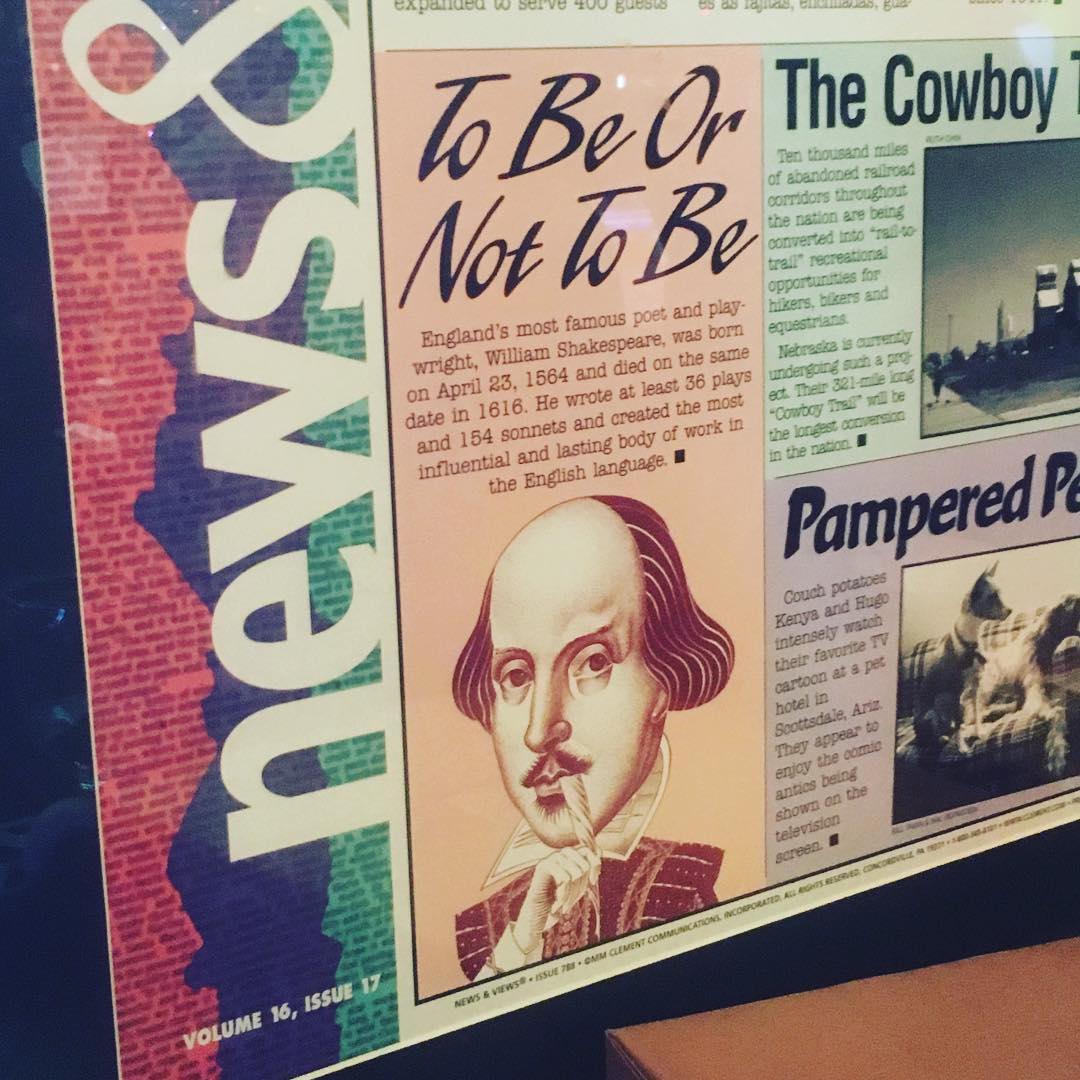 expanded to serve 400 guests
es as fajitas, enchiladas, gua-
news &
To Be Or
Not To Be
England's most famous poet and play-
wright, William Shakespeare, was born
on April 23, 1564 and died on the same
date in 1616. He wrote at least 36 plays
and 154 sonnets and created the most
influential and lasting body of work in
the English language. ■
The Cowboy T
Ten thousand miles
of abandoned railroad
corridors throughout
the nation are being
converted into "rail-to-
trail" recreational
opportunities for
hikers, bikers and
equestrians.
Nebraska is currently
undergoing such a proj-
ect. Their 321-mile long
"Cowboy Trail" will be
the longest conversion
in the nation. ■
Pampered Pe
Couch potatoes
Kenya and Hugo
intensely watch
their favorite TV
cartoon at a pet
hotel in
Scottsdale, Ariz.
They appear to
enjoy the comic
antics being
shown on the
television
screen. ■
VOLUME 16, ISSUE 17
NEWS & VIEWS® • ISSUE 788 • ©MM CLEMENT COMMUNICATIONS, INCORPORATED, ALL RIGHTS RESERVED, CONCORDVILLE, PA 19331 • WWW.CLEMENT.COM